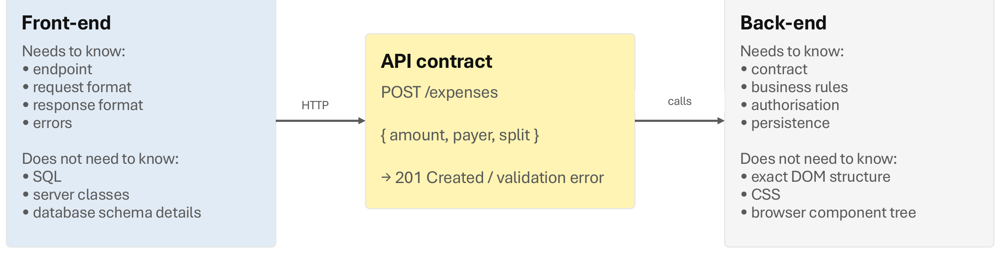 Front-end
Needs to know:
• endpoint
• request format
• response format
• errors
Does not need to know:
• SQL
• server classes
• database schema details
HTTP
API contract
POST /expenses
{ amount, payer, split }
→ 201 Created / validation error
calls
Back-end
Needs to know:
• contract
• business rules
• authorisation
• persistence
Does not need to know:
• exact DOM structure
• CSS
• browser component tree